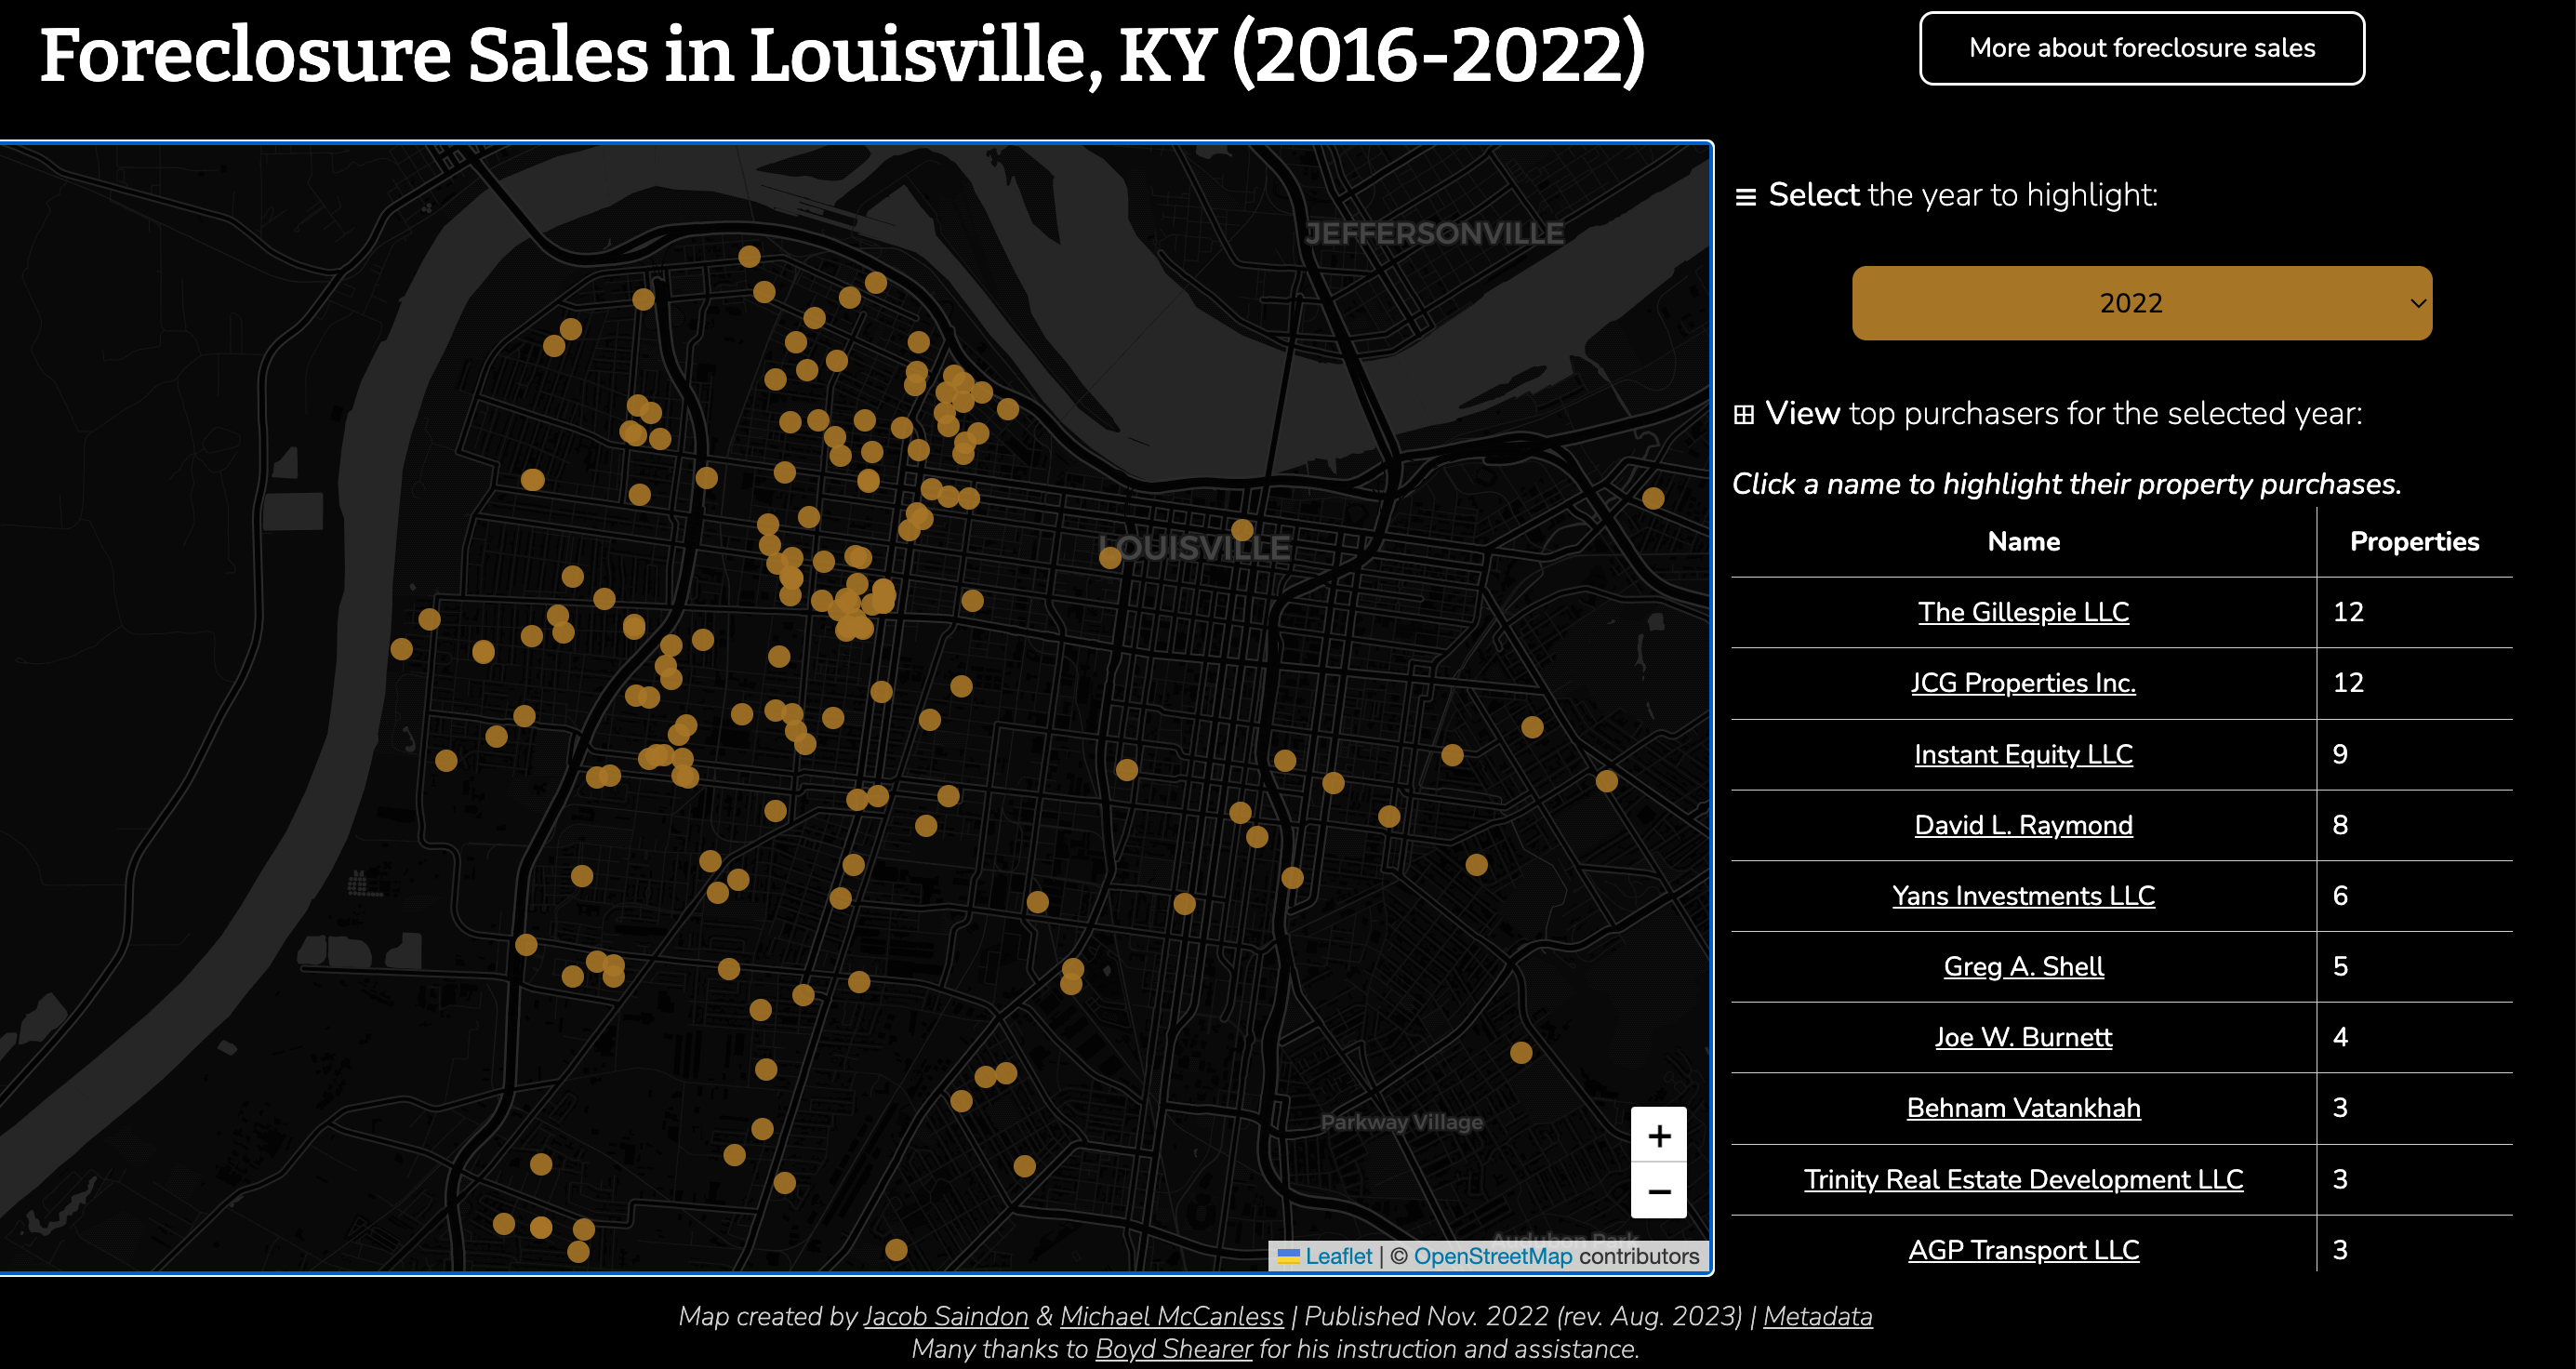 Foreclosure Sales in Louisville, KY (2016-2022)
More about foreclosure sales
JEFFERSONVILLE
LOUISVILLE
Parkway Village
Audubon Park
+
−
Leaflet | © OpenStreetMap contributors
Select the year to highlight:
2022
View top purchasers for the selected year:
Click a name to highlight their property purchases.
Name Properties
The Gillespie LLC 12
JCG Properties Inc. 12
Instant Equity LLC 9
David L. Raymond 8
Yans Investments LLC 6
Greg A. Shell 5
Joe W. Burnett 4
Behnam Vatankhah 3
Trinity Real Estate Development LLC 3
AGP Transport LLC 3
Map created by Jacob Saindon & Michael McCanless | Published Nov. 2022 (rev. Aug. 2023) | Metadata
Many thanks to Boyd Shearer for his instruction and assistance.